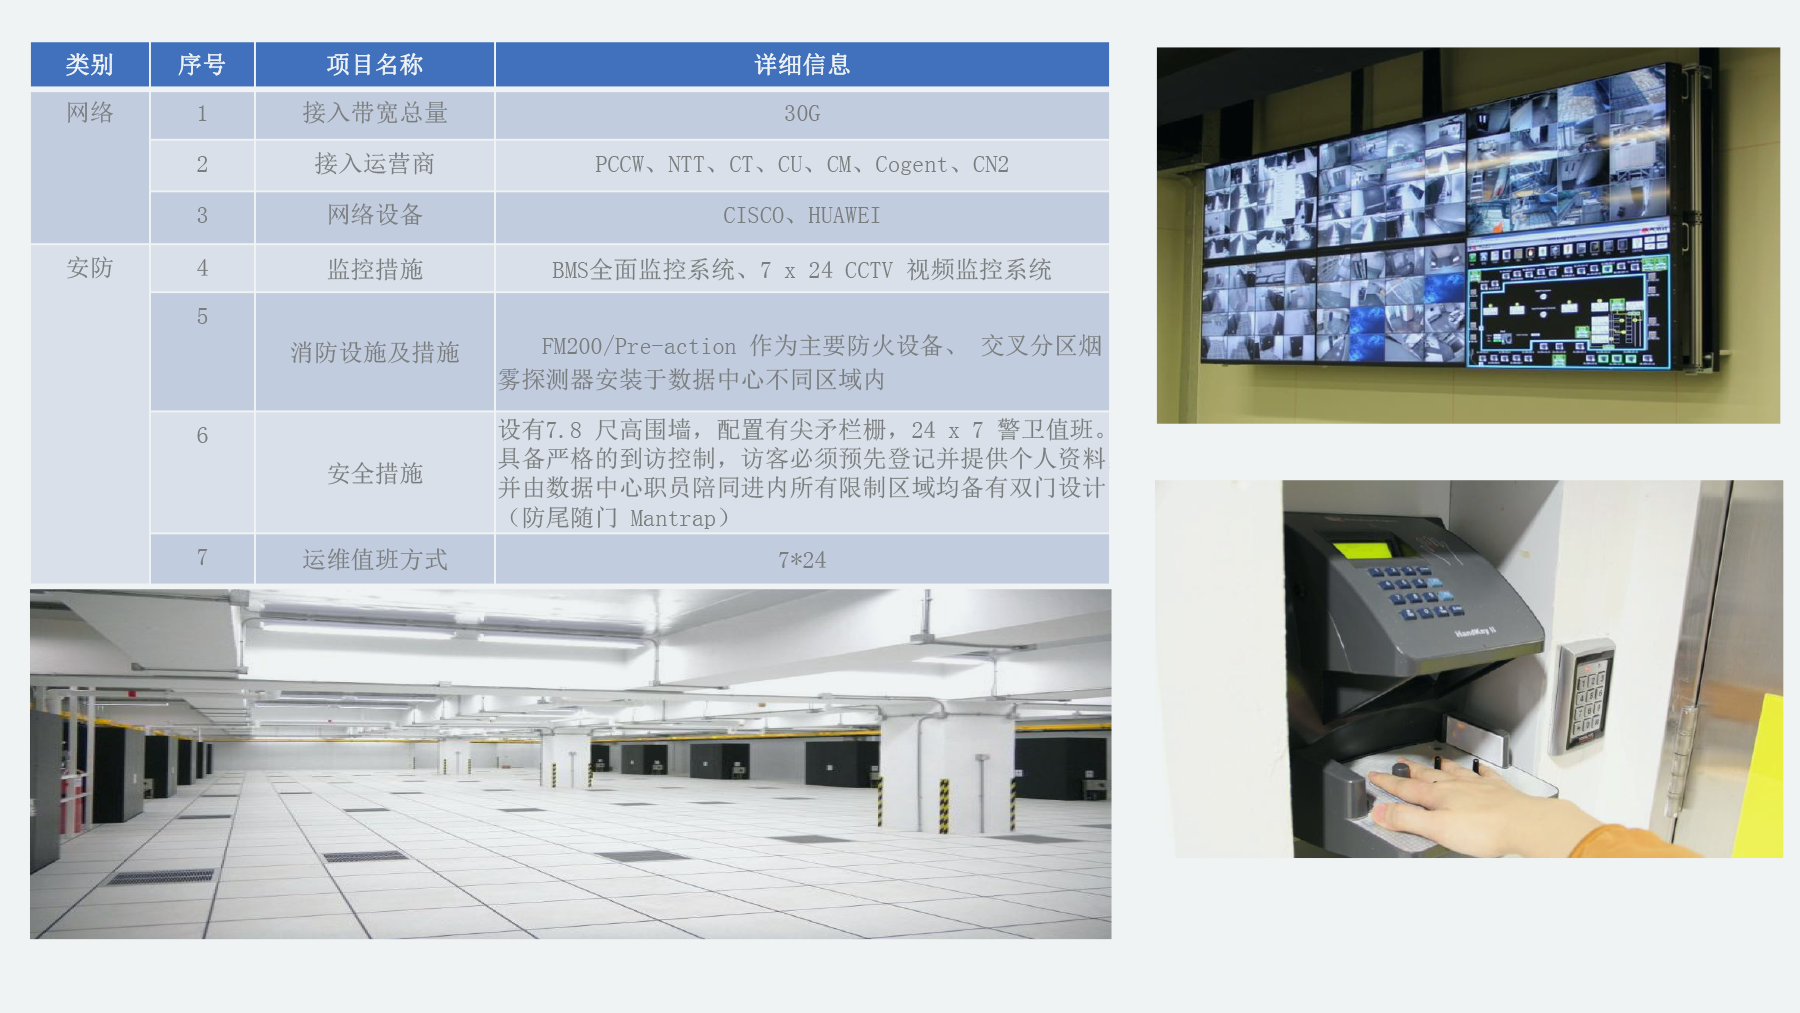 类别 序号 项目名称 详细信息
网络 1 接入带宽总量 30G
2 接入运营商 PCCW、NTT、CT、CU、CM、Cogent、CN2
3 网络设备 CISCO、HUAWEI
安防 4 监控措施 BMS全面监控系统、7 x 24 CCTV 视频监控系统
5 消防设施及措施 FM200/Pre-action 作为主要防火设备、 交叉分区烟
雾探测器安装于数据中心不同区域内
6 安全措施 设有7.8 尺高围墙，配置有尖矛栏栅，24 x 7 警卫值班。
具备严格的到访控制，访客必须预先登记并提供个人资料
并由数据中心职员陪同进内所有限制区域均备有双门设计
（防尾随门 Mantrap）
7 运维值班方式 7*24
HandKey II